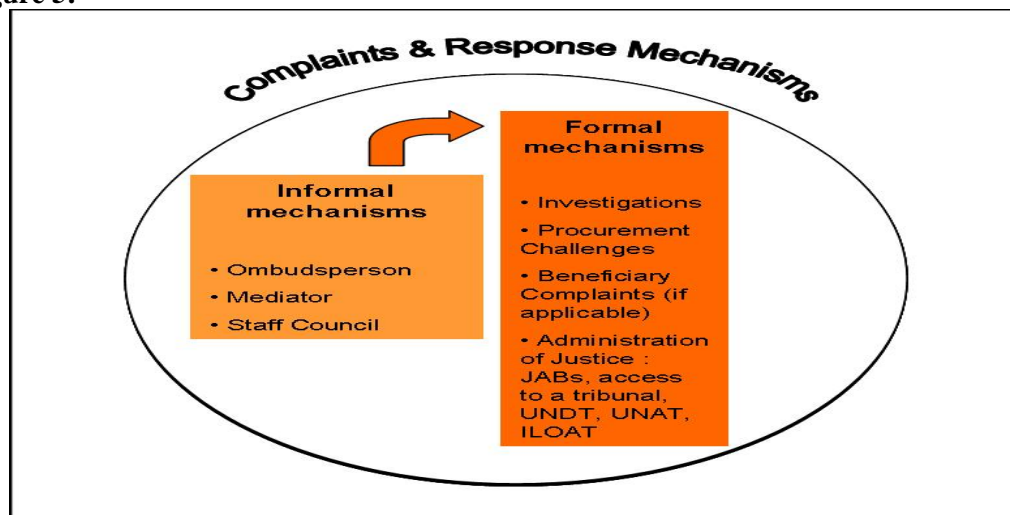 Complaints & Response Mechanisms
Informal
mechanisms
• Ombudsperson
• Mediator
• Staff Council
Formal
mechanisms
• Investigations
• Procurement
Challenges
• Beneficiary
Complaints (if
applicable)
• Administration
of Justice :
JABs, access
to a tribunal,
UNDT, UNAT,
ILOAT